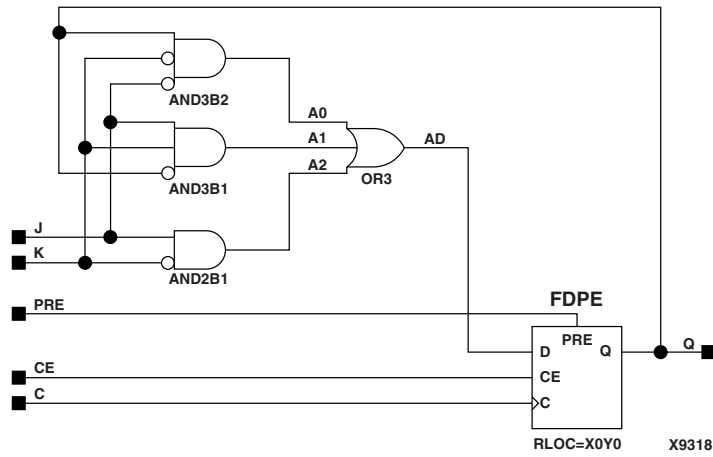 AND3B2
A0
A1
AD
A2
OR3
AND3B1
J
K
AND2B1
PRE
FDPE
PRE
D
Q
Q
CE
CE
C
C
RLOC=X0Y0
X9318